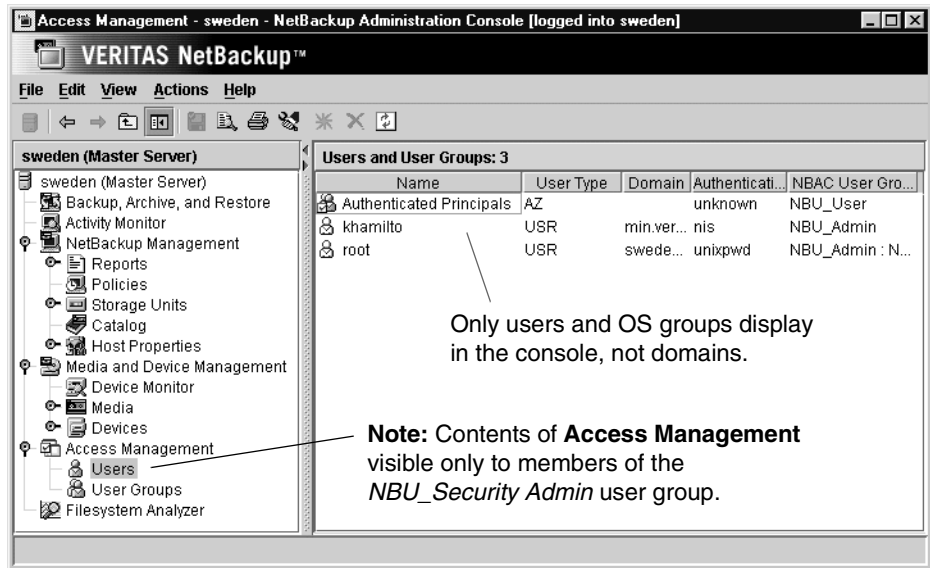 Access Management - sweden - NetBackup Administration Console [logged into sweden]
VERITAS NetBackup™
File Edit View Actions Help
sweden (Master Server)
sweden (Master Server)
Backup, Archive, and Restore
Activity Monitor
NetBackup Management
Reports
Policies
Storage Units
Catalog
Host Properties
Media and Device Management
Device Monitor
Media
Devices
Access Management
Users
User Groups
Filesystem Analyzer
Users and User Groups: 3
Name User Type Domain Authenticati... NBAC User Gro...
Authenticated Principals AZ unknown NBU_User
khamilto USR min.ver... nis NBU_Admin
root USR swede... unixpwd NBU_Admin : N...
Only users and OS groups display
in the console, not domains.
Note: Contents of Access Management
visible only to members of the
NBU_Security Admin user group.